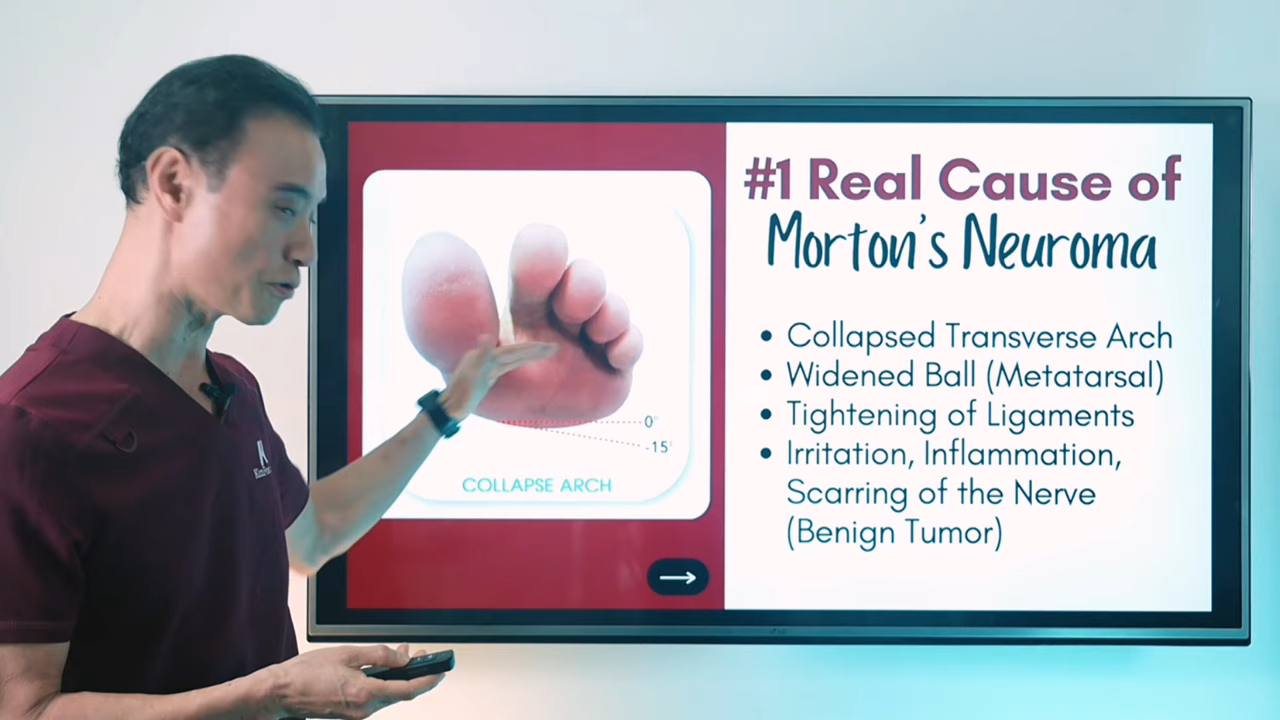 #1 Real Cause of
Morton's Neuroma
• Collapsed Transverse Arch
• Widened Ball (Metatarsal)
• Tightening of Ligaments
• Irritation, Inflammation,
Scarring of the Nerve
(Benign Tumor)
0°
-15°
COLLAPSE ARCH
LG